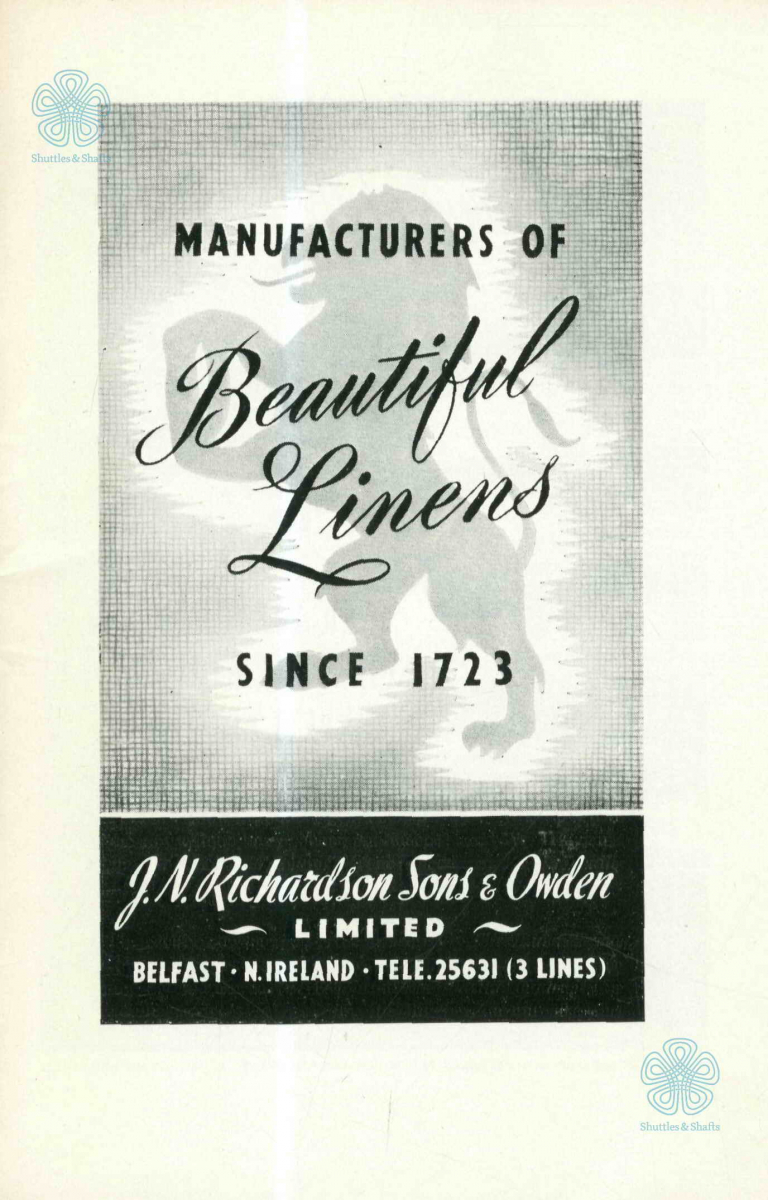 Shuttles & Shafts
MANUFACTURERS OF
Beautiful
Linens
SINCE 1723
J. N. Richardson Sons & Owden
LIMITED
BELFAST · N. IRELAND · TELE. 25631 (3 LINES)
Shuttles & Shafts